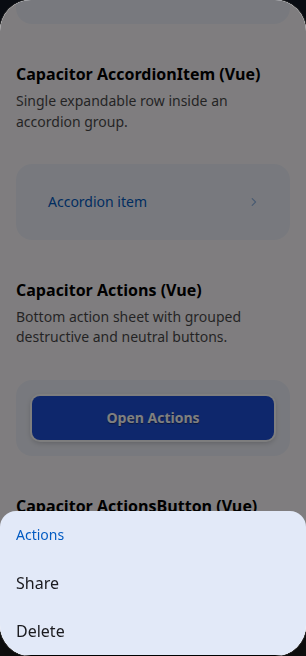 Capacitor AccordionItem (Vue)
Single expandable row inside an
accordion group.
Accordion item
Capacitor Actions (Vue)
Bottom action sheet with grouped
destructive and neutral buttons.
Open Actions
Capacitor ActionsButton (Vue)
Actions
Share
Delete